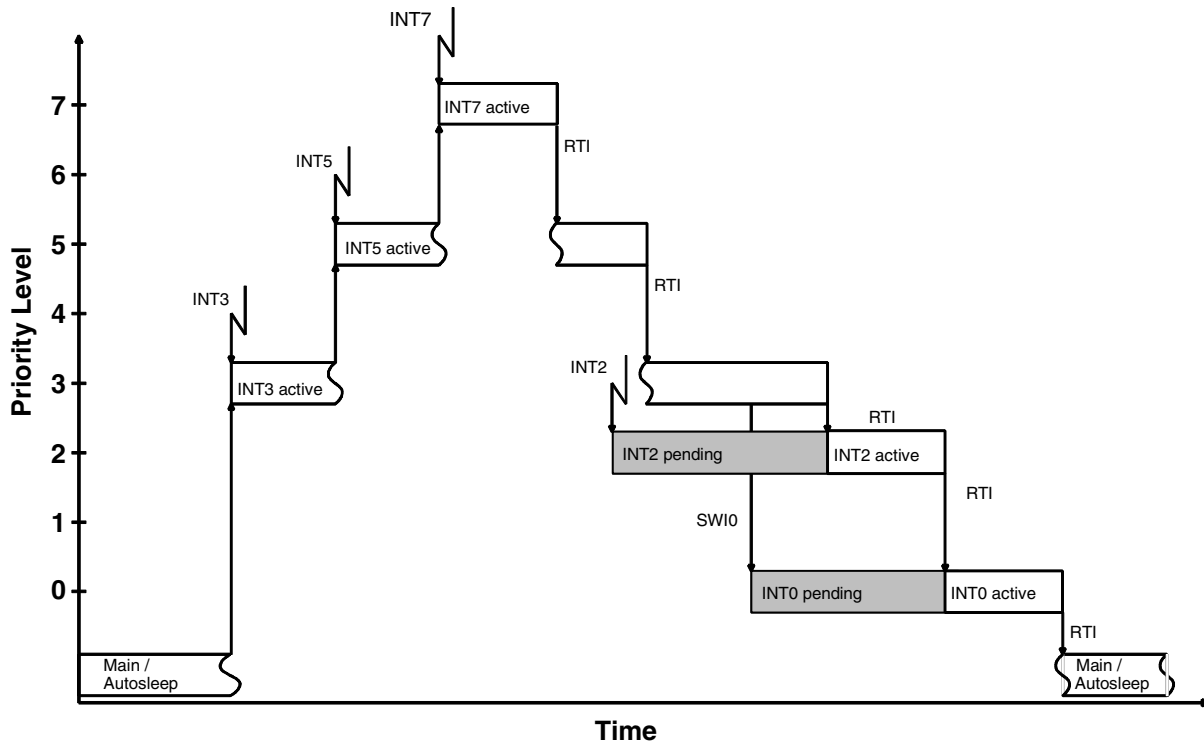 INT7
7
INT7 active
RTI
INT5
6
5
INT5 active
RTI
INT3
4
INT2
3
INT3 active
RTI
2
INT2 pending
INT2 active
RTI
SWI0
1
0
INT0 pending
INT0 active
RTI
Main /
Autosleep
Main /
Autosleep
Priority Level
Time